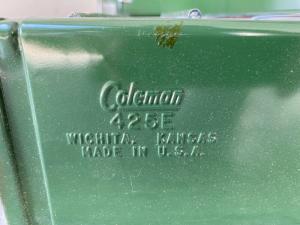 Coleman
425E
WICHITA, KANSAS
MADE IN U.S.A.